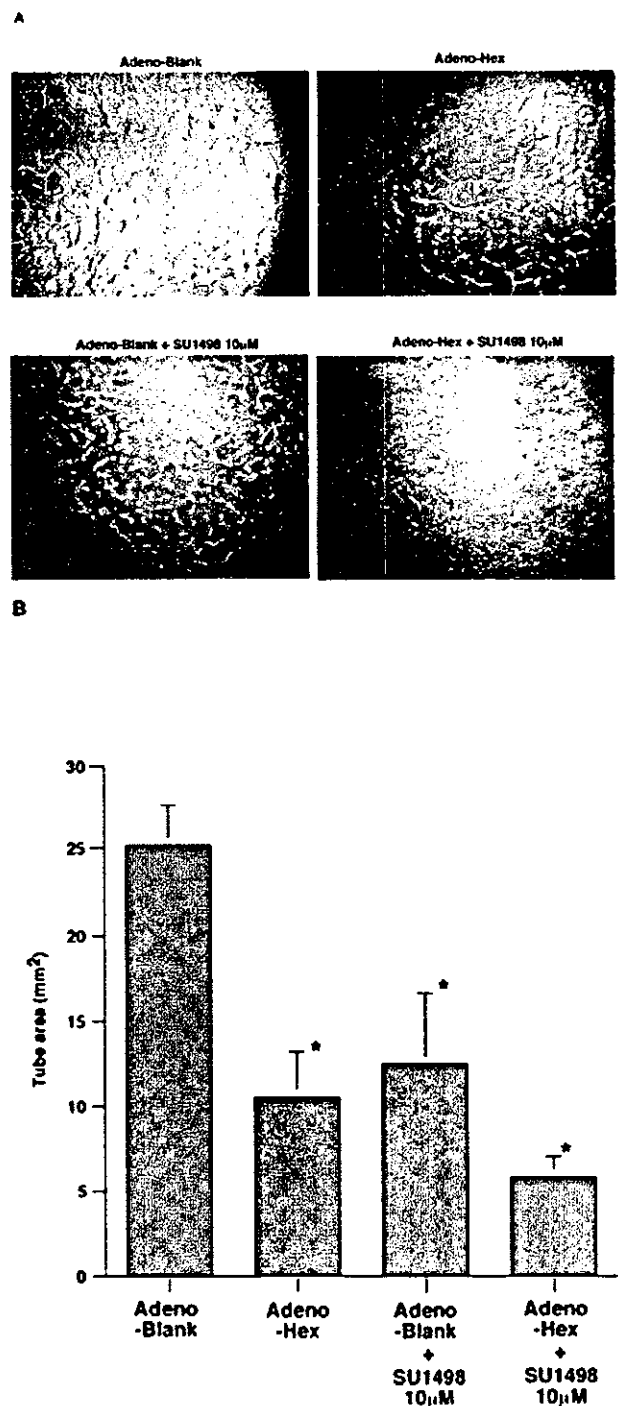 A
Adeno-Blank
Adeno-Hex
Adeno-Blank + SU1498 10μM
Adeno-Hex + SU1498 10μM
B
30
25
20
15
10
5
0
Tube area (mm²)
*
*
*
Adeno
-Blank
Adeno
-Hex
Adeno
-Blank
+
SU1498
10μM
Adeno
-Hex
+
SU1498
10μM